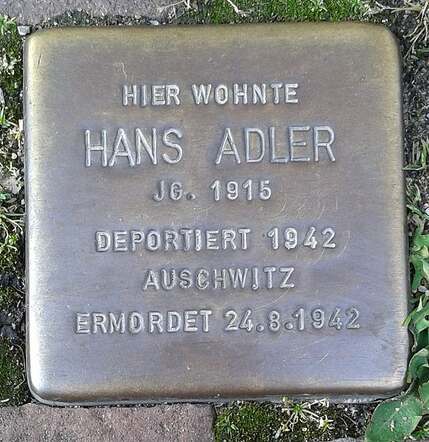 HIER WOHNTE
HANS ADLER
JG. 1915
DEPORTIERT 1942
AUSCHWITZ
ERMORDET 24.8.1942